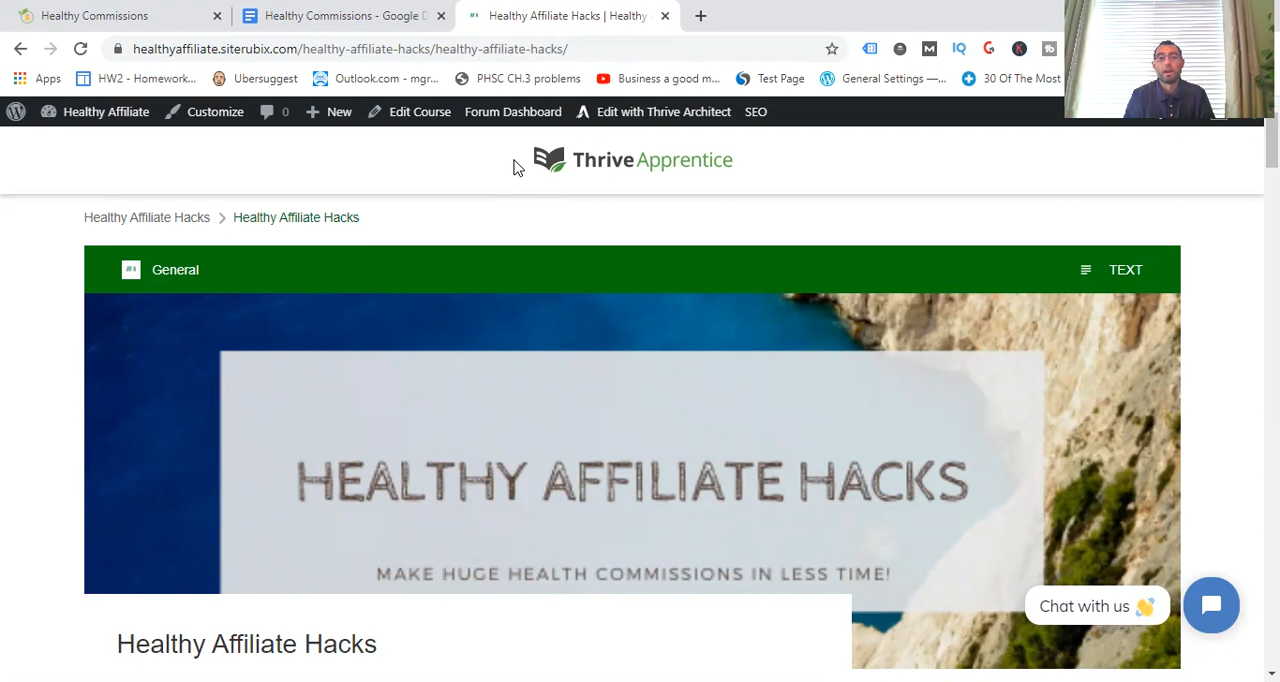 Healthy Commissions
Healthy Commissions - Google D
Healthy Affiliate Hacks | Healthy
healthyaffiliate.siterubix.com/healthy-affiliate-hacks/healthy-affiliate-hacks/
Apps
HW2 - Homework...
Ubersuggest
Outlook.com - mgr...
PHSC CH.3 problems
Business a good m...
Test Page
General Settings —...
30 Of The Most
Healthy Affiliate
Customize
0
New
Edit Course
Forum Dashboard
Edit with Thrive Architect
SEO
Thrive Apprentice
Healthy Affiliate Hacks > Healthy Affiliate Hacks
General
TEXT
HEALTHY AFFILIATE HACKS
MAKE HUGE HEALTH COMMISSIONS IN LESS TIME!
Chat with us 👋
Healthy Affiliate Hacks